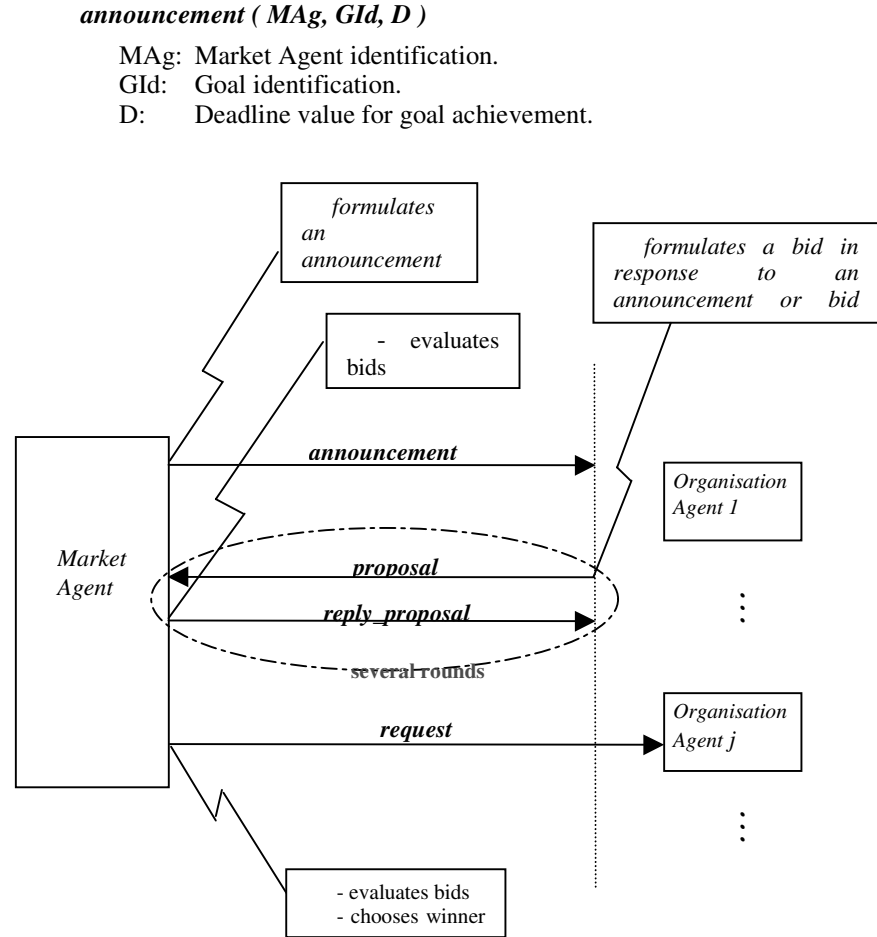 announcement ( MAg, GId, D )
MAg: Market Agent identification.
GId: Goal identification.
D: Deadline value for goal achievement.
formulates
an
announcement
formulates a bid in
response to an
announcement or bid
- evaluates
bids
announcement
Organisation
Agent 1
Market
Agent
proposal
reply_proposal
several rounds
Organisation
Agent j
request
- evaluates bids
- chooses winner